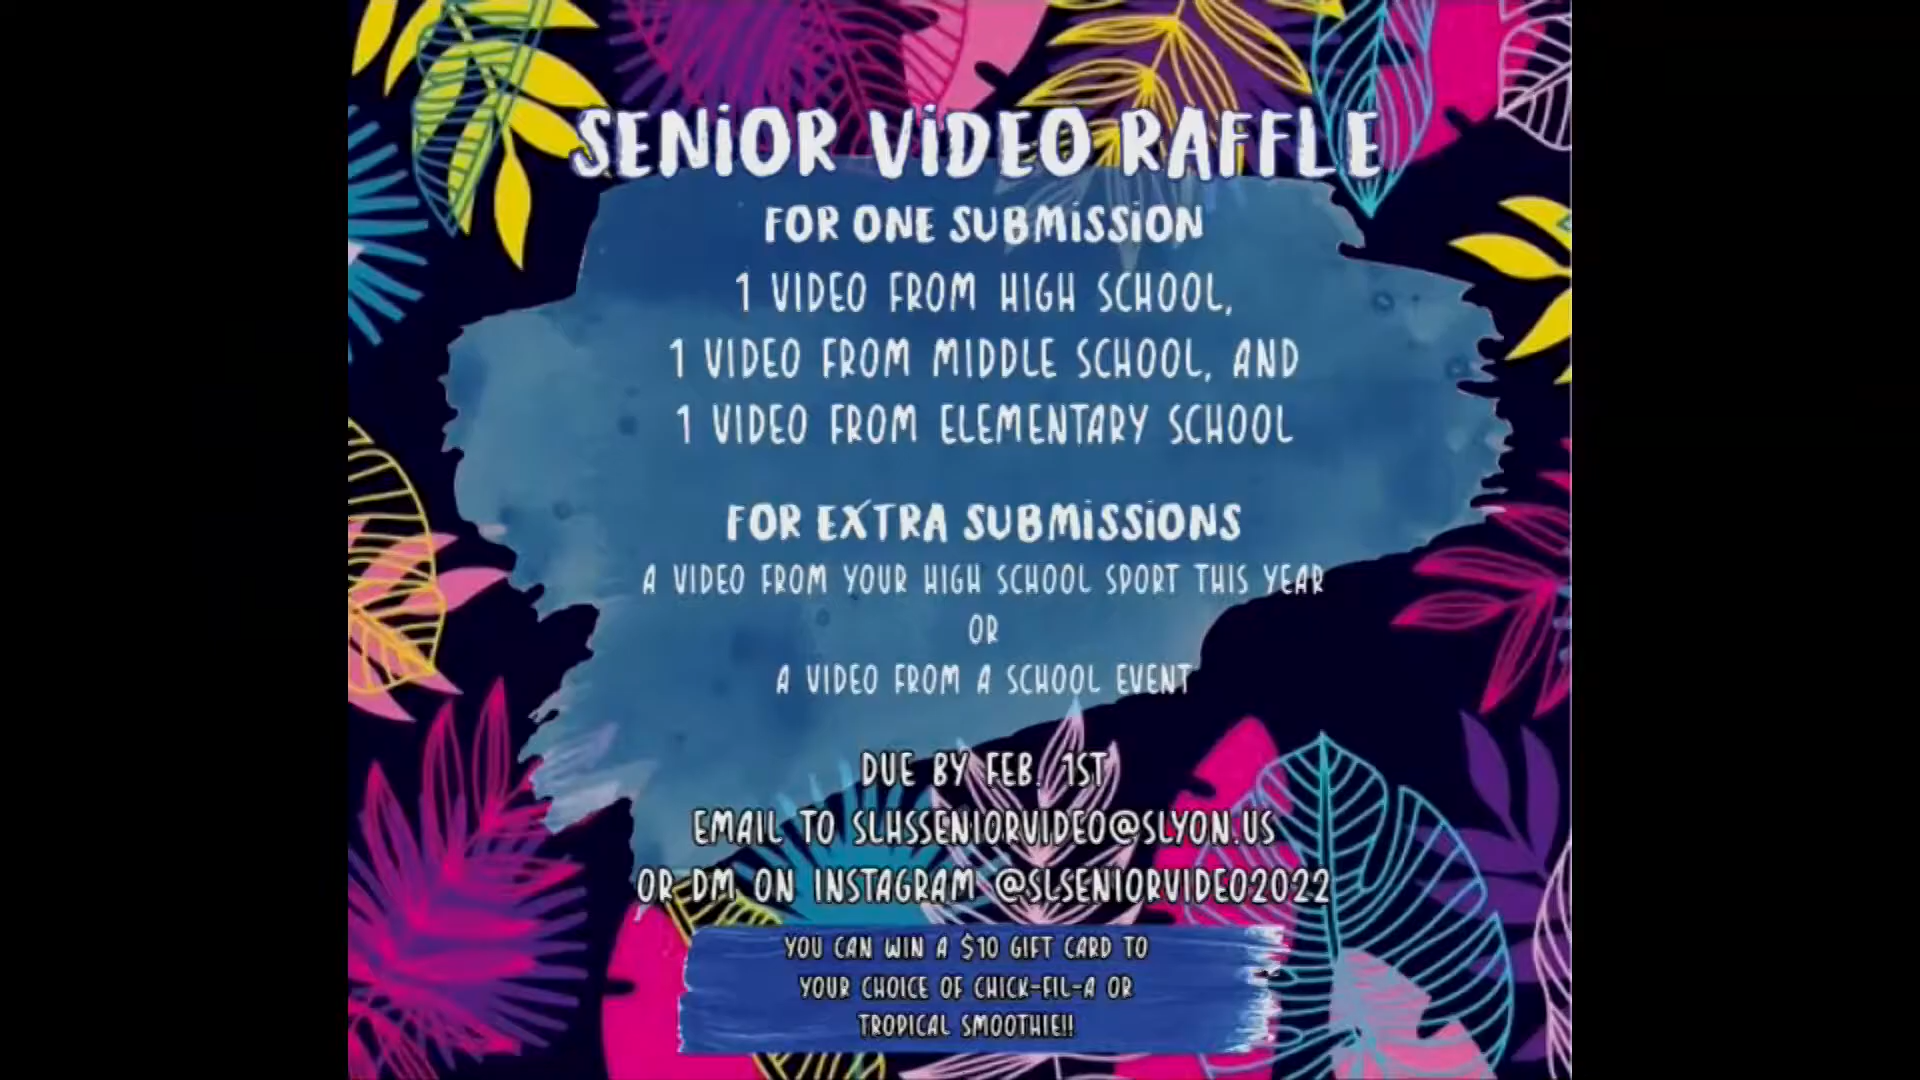 SENIOR VIDEO RAFFLE
FOR ONE SUBMISSION
1 VIDEO FROM HIGH SCHOOL,
1 VIDEO FROM MIDDLE SCHOOL, AND
1 VIDEO FROM ELEMENTARY SCHOOL
FOR EXTRA SUBMISSIONS
A VIDEO FROM YOUR HIGH SCHOOL SPORT THIS YEAR
OR
A VIDEO FROM A SCHOOL EVENT
DUE BY FEB. 1ST
EMAIL TO SLHSSENIORVIDEO@SLYON.US
OR DM ON INSTAGRAM @SLSENIORVIDEO2022
YOU CAN WIN A $10 GIFT CARD TO
YOUR CHOICE OF CHICK-FIL-A OR
TROPICAL SMOOTHIE!!